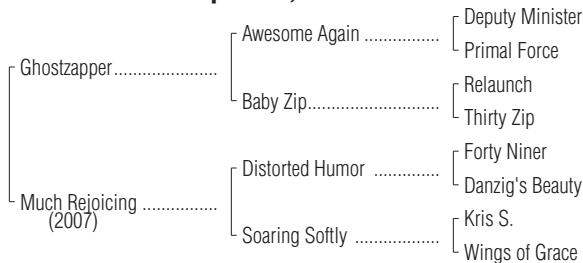 Deputy Minister
Awesome Again ................
Primal Force
Ghostzapper......................
Relaunch
Baby Zip............................
Thirty Zip
Forty Niner
Distorted Humor ..............
Danzig's Beauty
Much Rejoicing ................
(2007)
Kris S.
Soaring Softly ..................
Wings of Grace